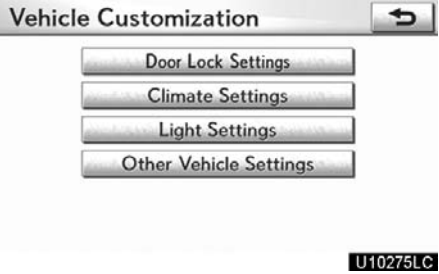 Vehicle Customization
Door Lock Settings
Climate Settings
Light Settings
Other Vehicle Settings
U10275LC